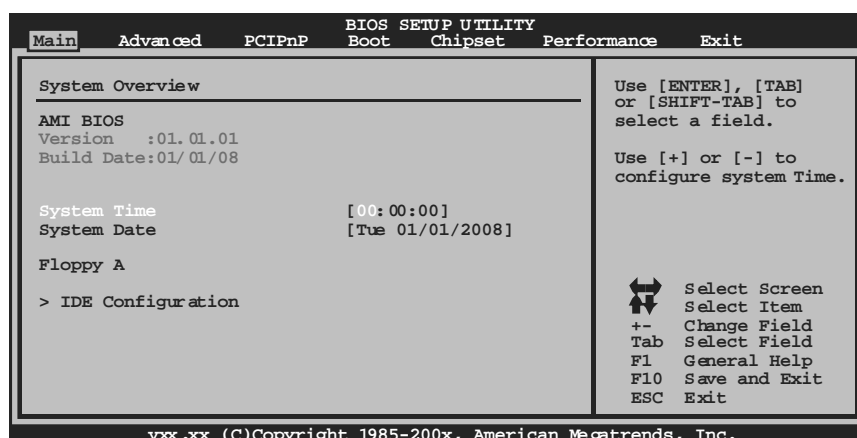 BIOS SETUP UTILITY
Main Advanced PCIPnP Boot Chipset Performance Exit
System Overview
AMI BIOS
Version :01.01.01
Build Date:01/01/08
System Time [00:00:00]
System Date [Tue 01/01/2008]
Floppy A
> IDE Configuration
Use [ENTER], [TAB]
or [SHIFT-TAB] to
select a field.
Use [+] or [-] to
configure system Time.
Select Screen
Select Item
+- Change Field
Tab Select Field
F1 General Help
F10 Save and Exit
ESC Exit
vxx.xx (C)Copyright 1985-200x, American Megatrends, Inc.